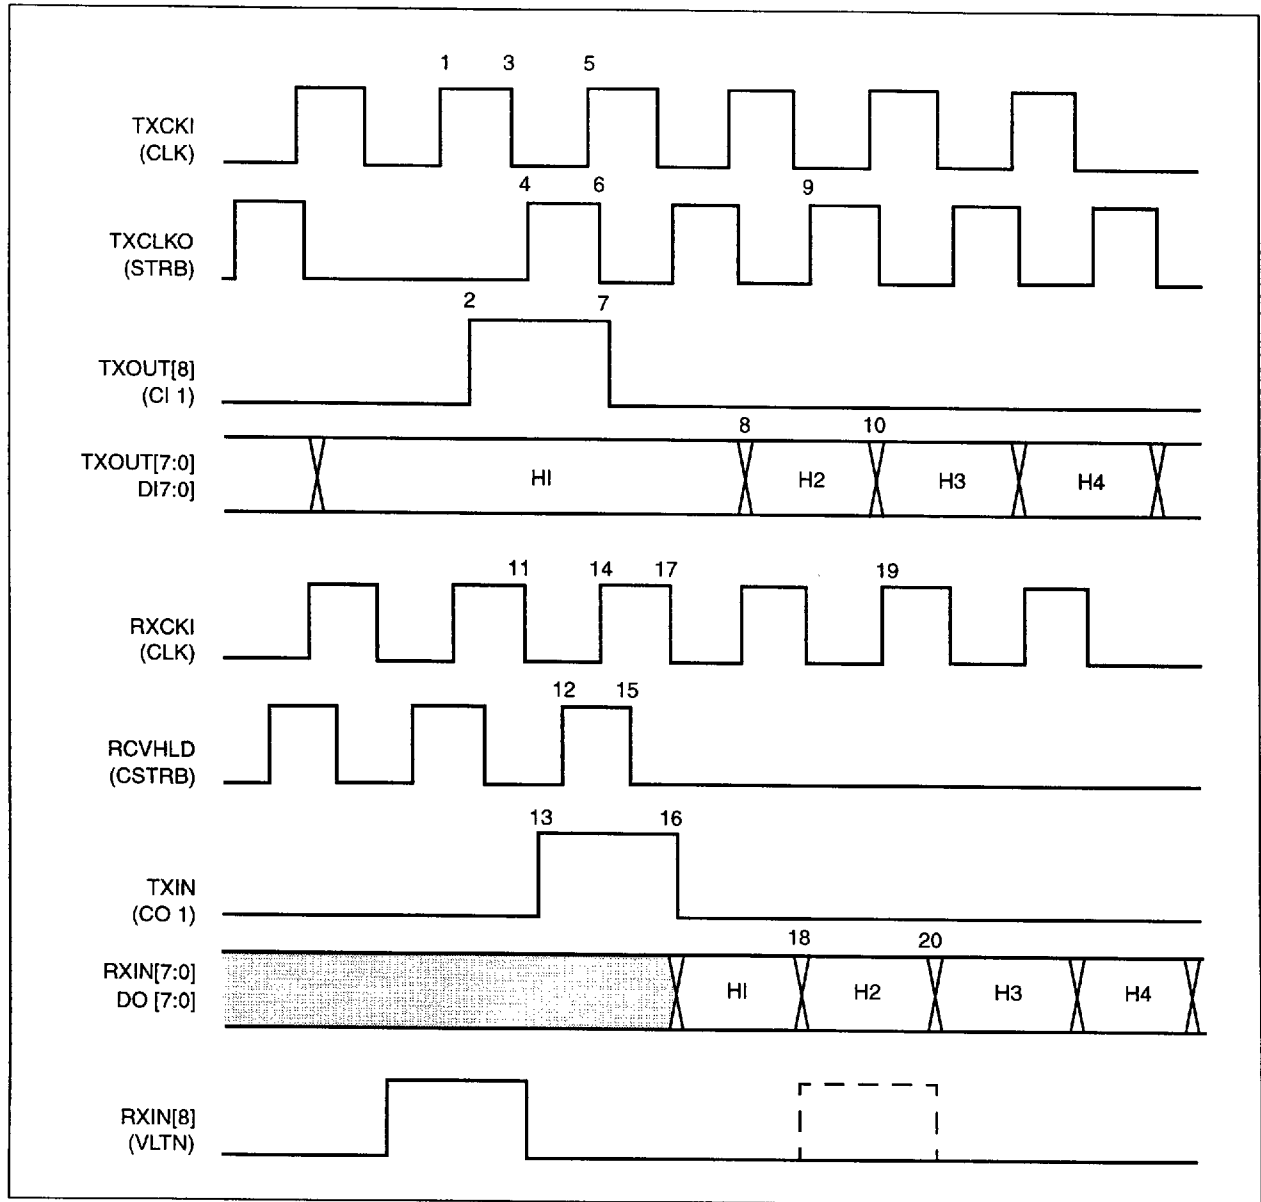 1 3 5
TXCKI
(CLK)
4 6 9
TXCLKO
(STRB)
2 7
TXOUT[8]
(CI 1)
8 10
TXOUT[7:0]
DI7:0]
HI H2 H3 H4
11 14 17 19
RXCKI
(CLK)
12 15
RCVHLD
(CSTRB)
13 16
TXIN
(CO 1)
18 20
RXIN[7:0]
DO [7:0]
HI H2 H3 H4
RXIN[8]
(VLTN)